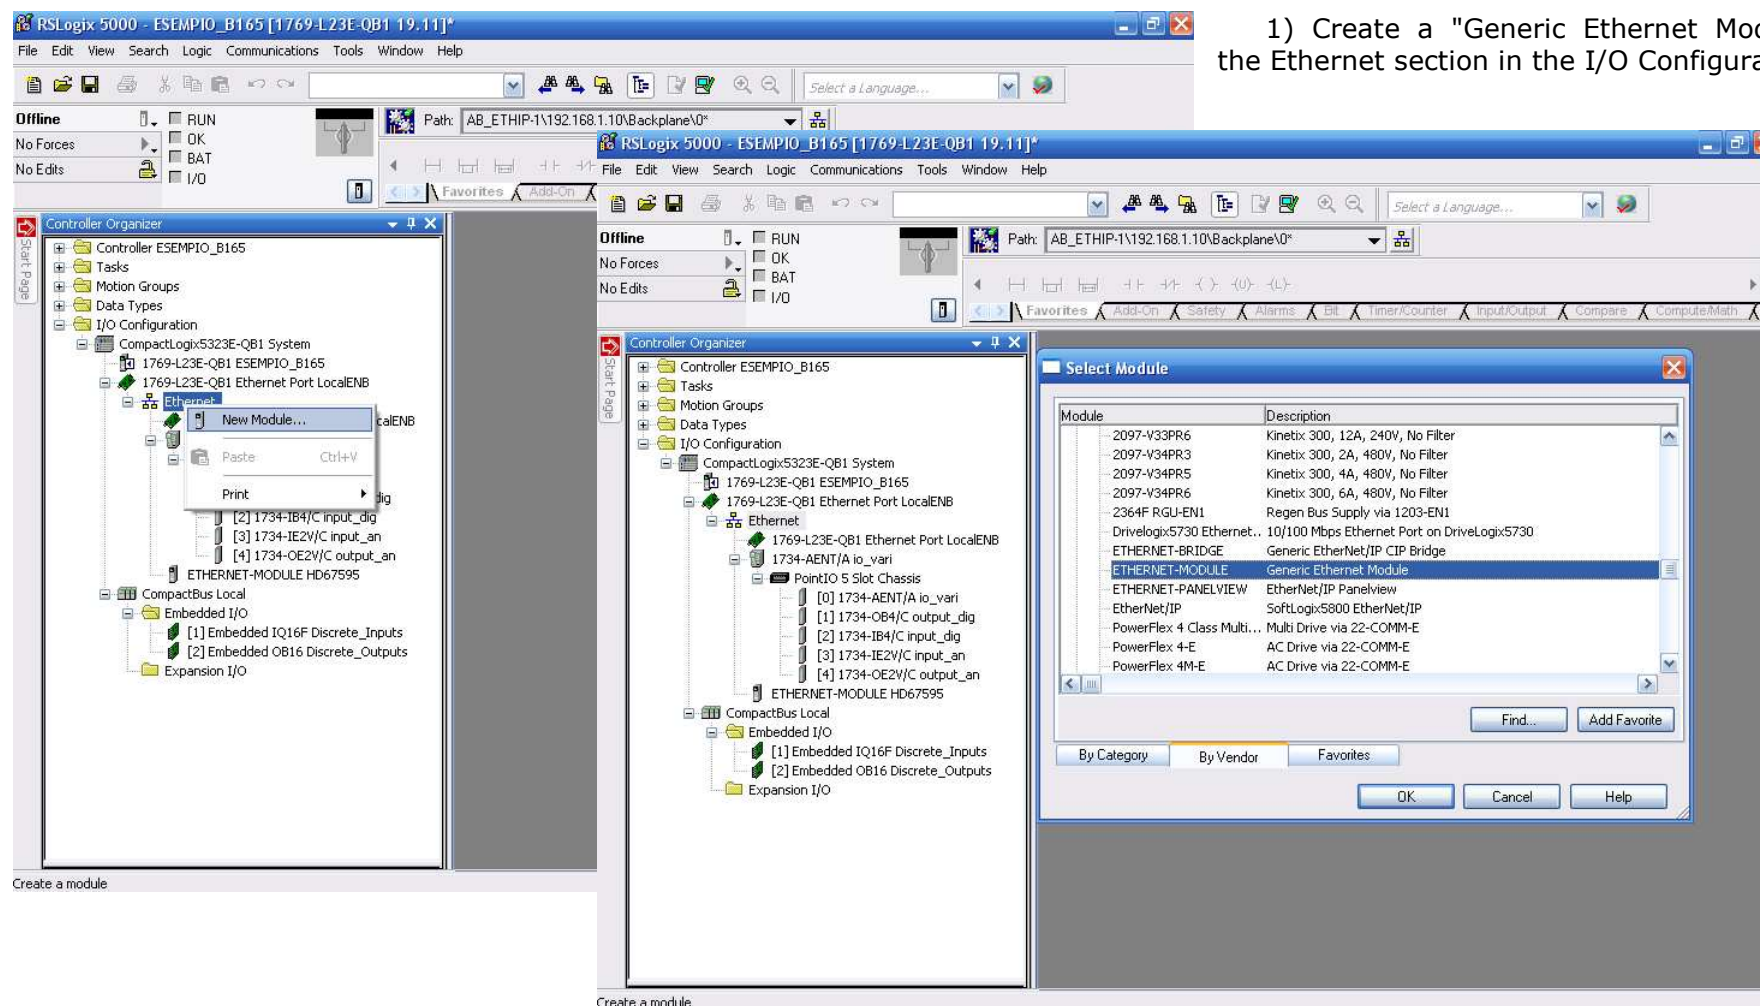 RSLogix 5000 - ESEMPIO_B165 [1769-L23E-QB1 19.11]*
File Edit View Search Logic Communications Tools Window Help
Select a Language...
Offline
RUN
No Forces
OK
BAT
No Edits
I/O
Path: AB_ETHIP-1\192.168.1.10\Backplane\0*
Favorites Add-On
Controller Organizer
Start Page
Controller ESEMPIO_B165
Tasks
Motion Groups
Data Types
I/O Configuration
CompactLogix5323E-QB1 System
1769-L23E-QB1 ESEMPIO_B165
1769-L23E-QB1 Ethernet Port LocalENB
Ethernet
New Module...
calENB
Paste Ctrl+V
Print
dig
[2] 1734-IB4/C input_dig
[3] 1734-IE2V/C input_an
[4] 1734-OE2V/C output_an
ETHERNET-MODULE HD67595
CompactBus Local
Embedded I/O
[1] Embedded IQ16F Discrete_Inputs
[2] Embedded OB16 Discrete_Outputs
Expansion I/O
Create a module
1) Create a "Generic Ethernet Mod
the Ethernet section in the I/O Configura
RSLogix 5000 - ESEMPIO_B165 [1769-L23E-QB1 19.11]*
File Edit View Search Logic Communications Tools Window Help
Select a Language...
Offline
RUN
No Forces
OK
BAT
No Edits
I/O
Path: AB_ETHIP-1\192.168.1.10\Backplane\0*
Favorites Add-On Safety Alarms Bit Timer/Counter Input/Output Compare Compute/Math
Controller Organizer
Start Page
Controller ESEMPIO_B165
Tasks
Motion Groups
Data Types
I/O Configuration
CompactLogix5323E-QB1 System
1769-L23E-QB1 ESEMPIO_B165
1769-L23E-QB1 Ethernet Port LocalENB
Ethernet
1769-L23E-QB1 Ethernet Port LocalENB
1734-AENT/A io_vari
PointIO 5 Slot Chassis
[0] 1734-AENT/A io_vari
[1] 1734-OB4/C output_dig
[2] 1734-IB4/C input_dig
[3] 1734-IE2V/C input_an
[4] 1734-OE2V/C output_an
ETHERNET-MODULE HD67595
CompactBus Local
Embedded I/O
[1] Embedded IQ16F Discrete_Inputs
[2] Embedded OB16 Discrete_Outputs
Expansion I/O
Create a module
Select Module
Module Description
2097-V33PR6 Kinetix 300, 12A, 240V, No Filter
2097-V34PR3 Kinetix 300, 2A, 480V, No Filter
2097-V34PR5 Kinetix 300, 4A, 480V, No Filter
2097-V34PR6 Kinetix 300, 6A, 480V, No Filter
2364F RGU-EN1 Regen Bus Supply via 1203-EN1
Drivelogix5730 Ethernet... 10/100 Mbps Ethernet Port on DriveLogix5730
ETHERNET-BRIDGE Generic EtherNet/IP CIP Bridge
ETHERNET-MODULE Generic Ethernet Module
ETHERNET-PANELVIEW EtherNet/IP Panelview
EtherNet/IP SoftLogix5800 EtherNet/IP
PowerFlex 4 Class Multi... Multi Drive via 22-COMM-E
PowerFlex 4-E AC Drive via 22-COMM-E
PowerFlex 4M-E AC Drive via 22-COMM-E
Find... Add Favorite
By Category By Vendor Favorites
OK Cancel Help